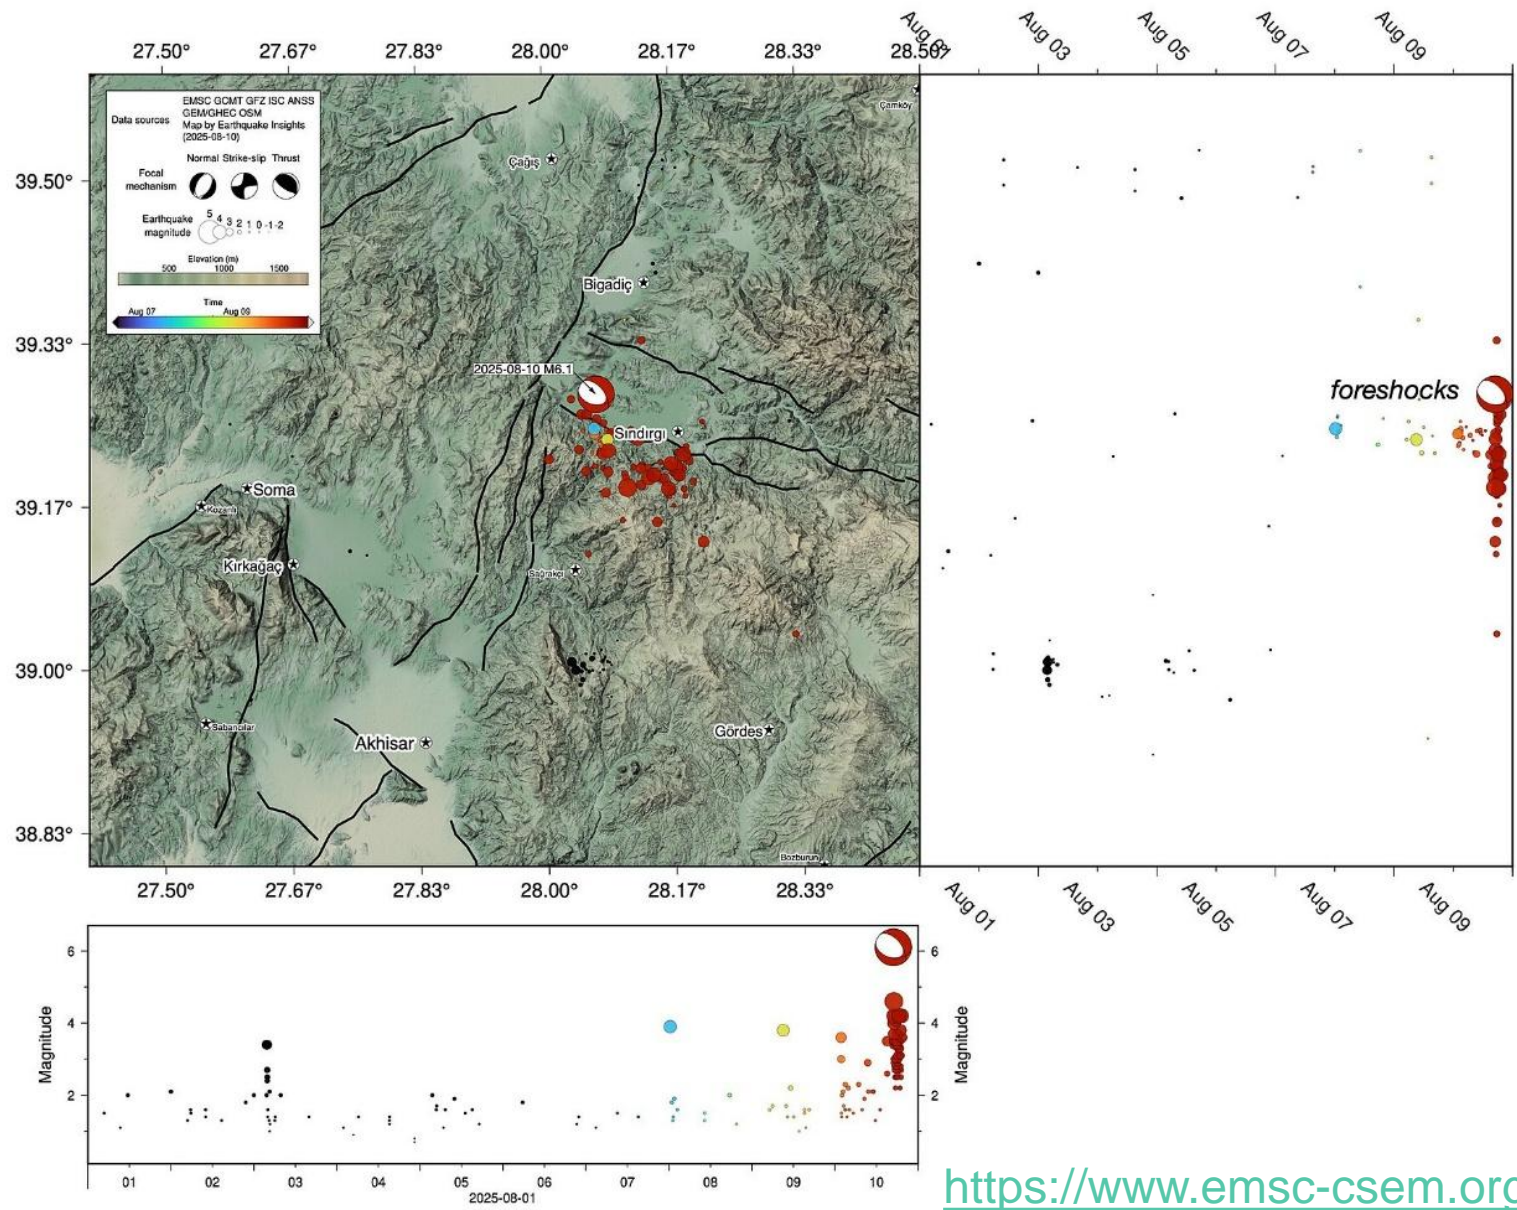 27.50° 27.67° 27.83° 28.00° 28.17° 28.33° 28.50°
Aug 01 Aug 03 Aug 05 Aug 07 Aug 09
Data sources
EMSC GCMT GFZ ISC ANSS
GEM/GHEC OSM
Map by Earthquake Insights
(2025-08-10)
Normal Strike-slip Thrust
Focal
mechanism
Earthquake
magnitude
5 4 3 2 1 0 -1 -2
Elevation (m)
500 1000 1500
Time
Aug 07 Aug 09
Çamköy
Çağış
39.50°
Bigadiç
39.33°
2025-08-10 M6.1
foreshocks
Sındırgı
Soma
39.17°
Kozanlı
Kırkağaç
39.00°
Sabancılar
Akhisar
Gördes
38.83°
Bozburun
27.50° 27.67° 27.83° 28.00° 28.17° 28.33°
Aug 01 Aug 03 Aug 05 Aug 07 Aug 09
Magnitude
6 6
4 4
2 2
Magnitude
01 02 03 04 05 06 07 08 09 10
2025-08-01
https://www.emsc-csem.org